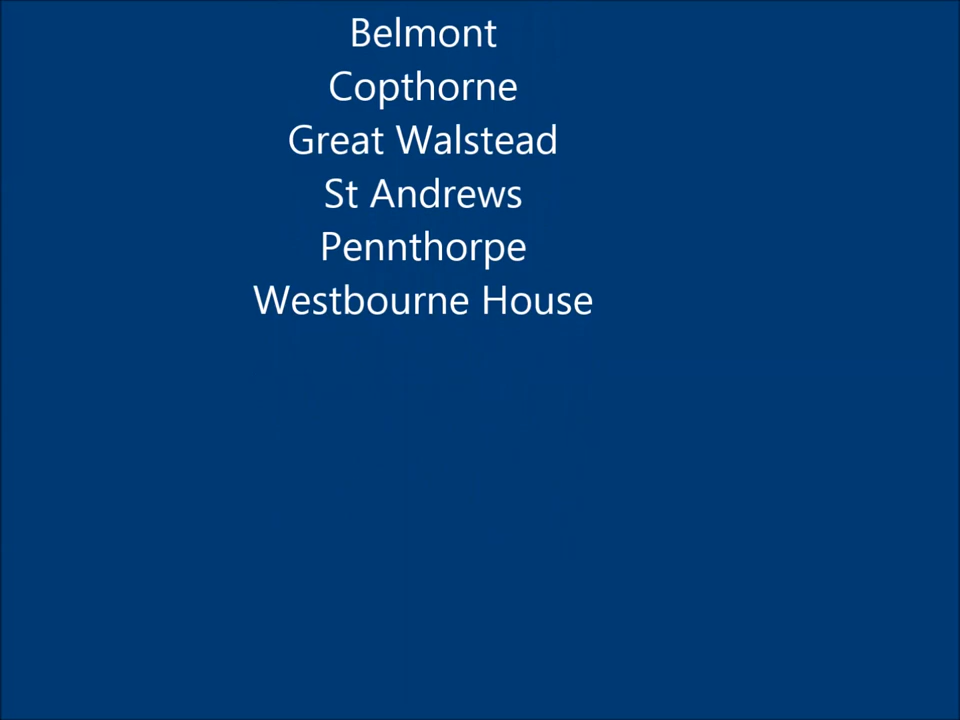 Belmont
Copthorne
Great Walstead
St Andrews
Pennthorpe
Westbourne House